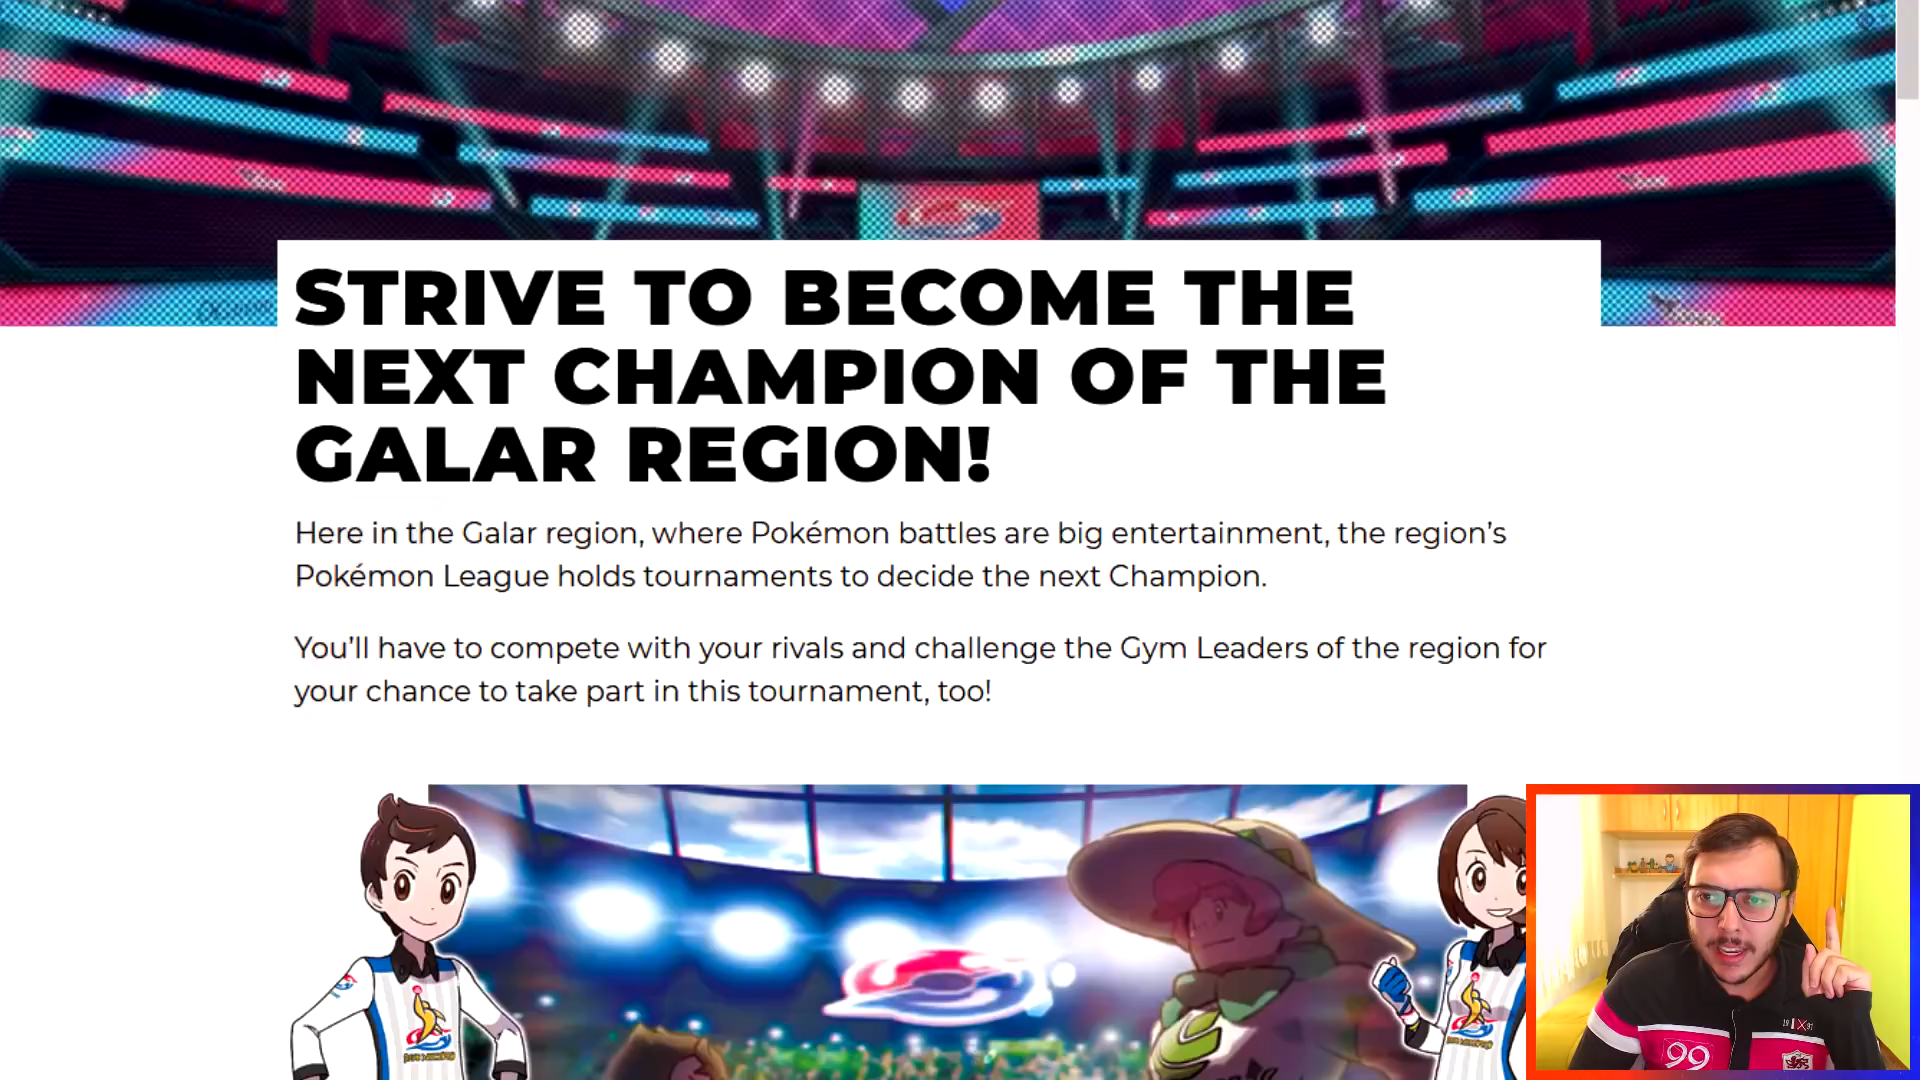 STRIVE TO BECOME THE
NEXT CHAMPION OF THE
GALAR REGION!
Here in the Galar region, where Pokémon battles are big entertainment, the region's
Pokémon League holds tournaments to decide the next Champion.
You'll have to compete with your rivals and challenge the Gym Leaders of the region for
your chance to take part in this tournament, too!
99